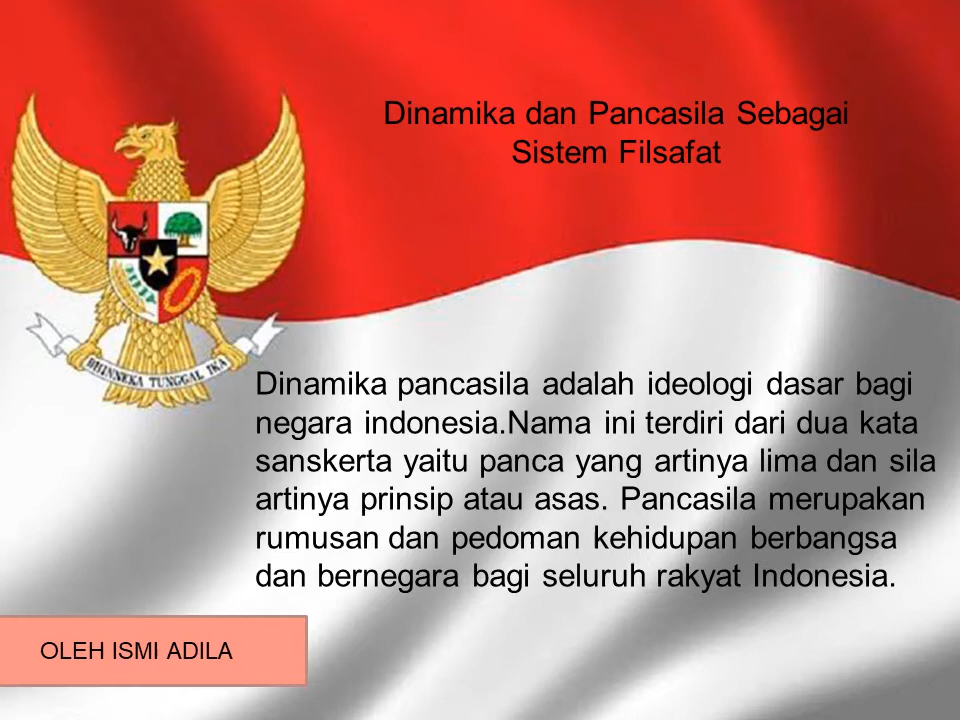 Dinamika dan Pancasila Sebagai
Sistem Filsafat
BHINNEKA TUNGGAL IKA
Dinamika pancasila adalah ideologi dasar bagi
negara indonesia.Nama ini terdiri dari dua kata
sanskerta yaitu panca yang artinya lima dan sila
artinya prinsip atau asas. Pancasila merupakan
rumusan dan pedoman kehidupan berbangsa
dan bernegara bagi seluruh rakyat Indonesia.
OLEH ISMI ADILA